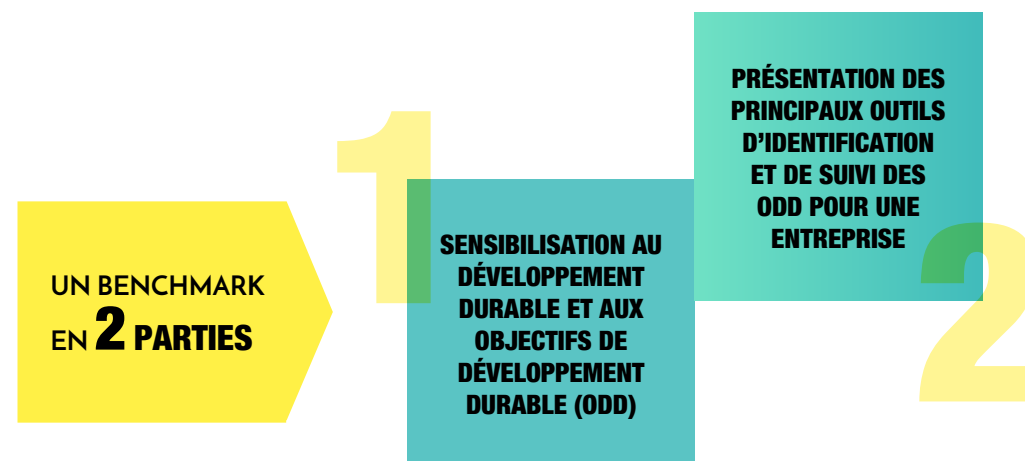 UN BENCHMARK
EN 2 PARTIES
1
SENSIBILISATION AU
DÉVELOPPEMENT
DURABLE ET AUX
OBJECTIFS DE
DÉVELOPPEMENT
DURABLE (ODD)
PRÉSENTATION DES
PRINCIPAUX OUTILS
D’IDENTIFICATION
ET DE SUIVI DES
ODD POUR UNE
ENTREPRISE
2